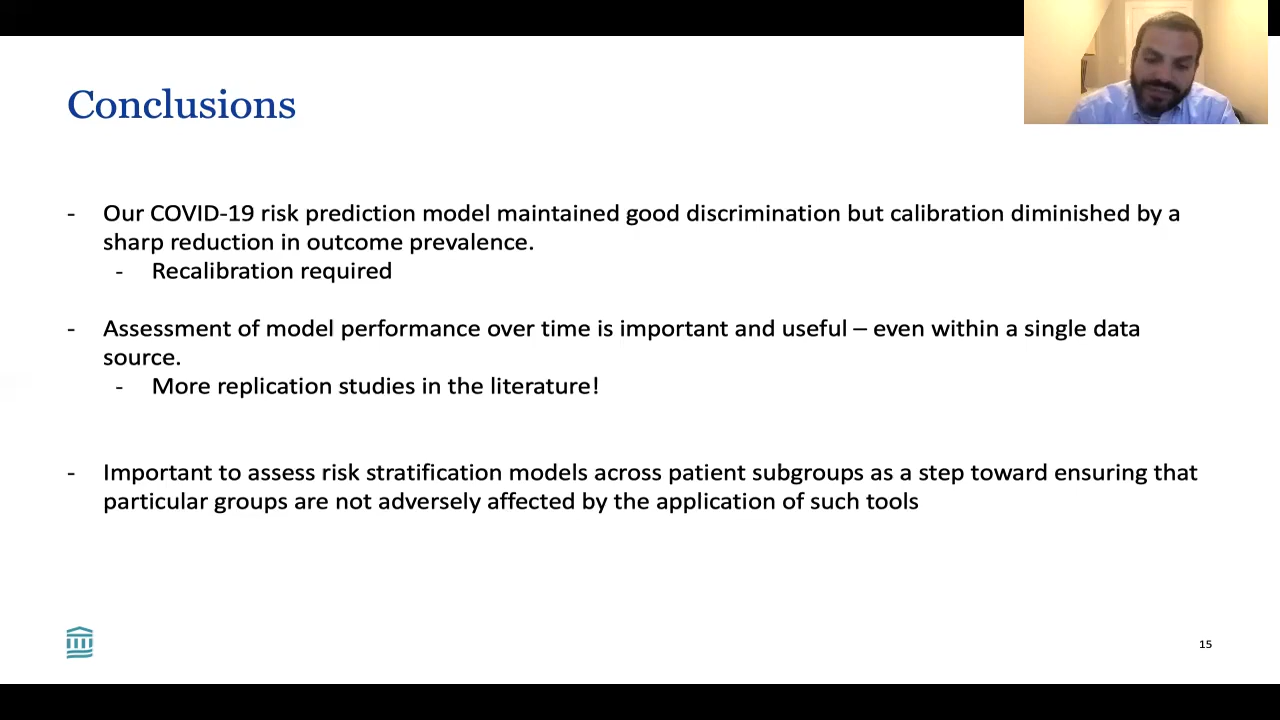 Conclusions
- Our COVID-19 risk prediction model maintained good discrimination but calibration diminished by a
sharp reduction in outcome prevalence.
- Recalibration required
- Assessment of model performance over time is important and useful – even within a single data
source.
- More replication studies in the literature!
- Important to assess risk stratification models across patient subgroups as a step toward ensuring that
particular groups are not adversely affected by the application of such tools
15